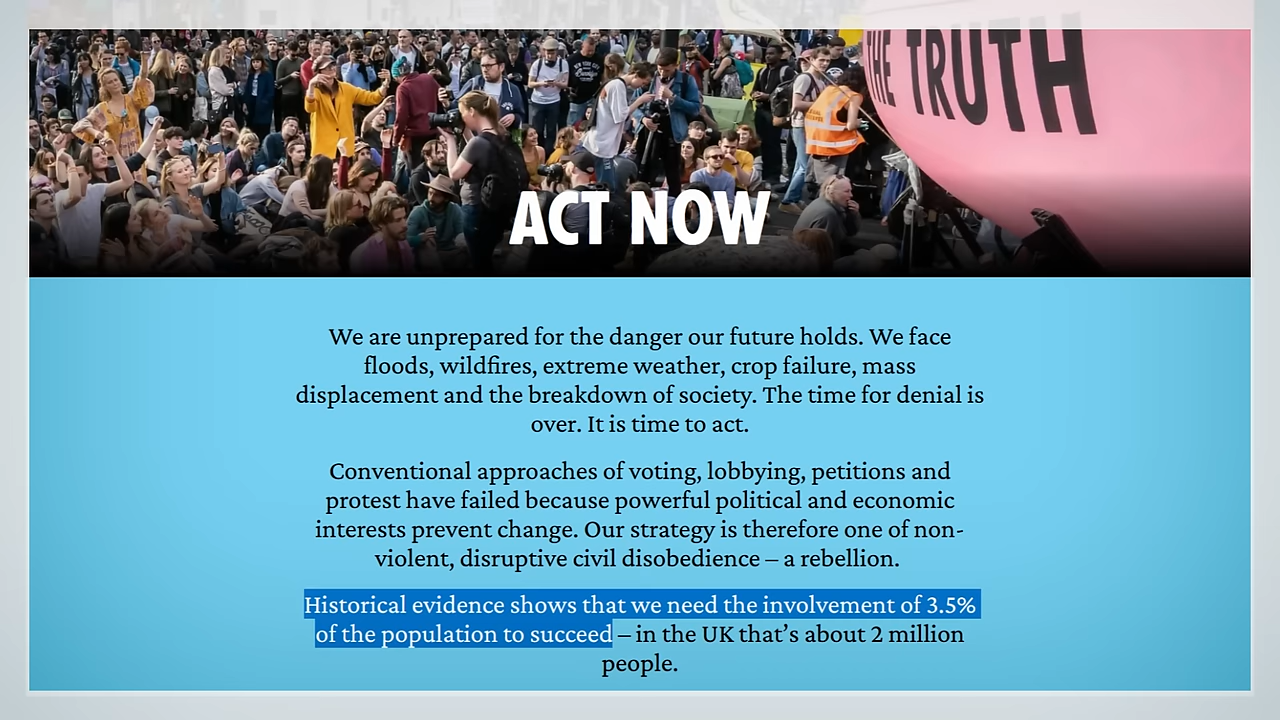 THE TRUTH
ACT NOW
We are unprepared for the danger our future holds. We face
floods, wildfires, extreme weather, crop failure, mass
displacement and the breakdown of society. The time for denial is
over. It is time to act.
Conventional approaches of voting, lobbying, petitions and
protest have failed because powerful political and economic
interests prevent change. Our strategy is therefore one of non-
violent, disruptive civil disobedience – a rebellion.
Historical evidence shows that we need the involvement of 3.5%
of the population to succeed – in the UK that’s about 2 million
people.